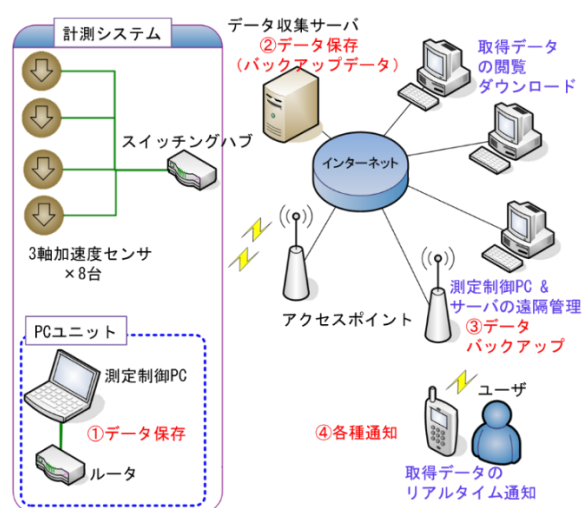 計測システム
スイッチングハブ
3軸加速度センサ
×8台
PCユニット
測定制御PC
①データ保存
ルータ
データ収集サーバ
②データ保存
(バックアップデータ)
インターネット
取得データ
の閲覧
ダウンロード
アクセスポイント
測定制御PC &
サーバの遠隔管理
③データ
バックアップ
④各種通知
ユーザ
取得データの
リアルタイム通知